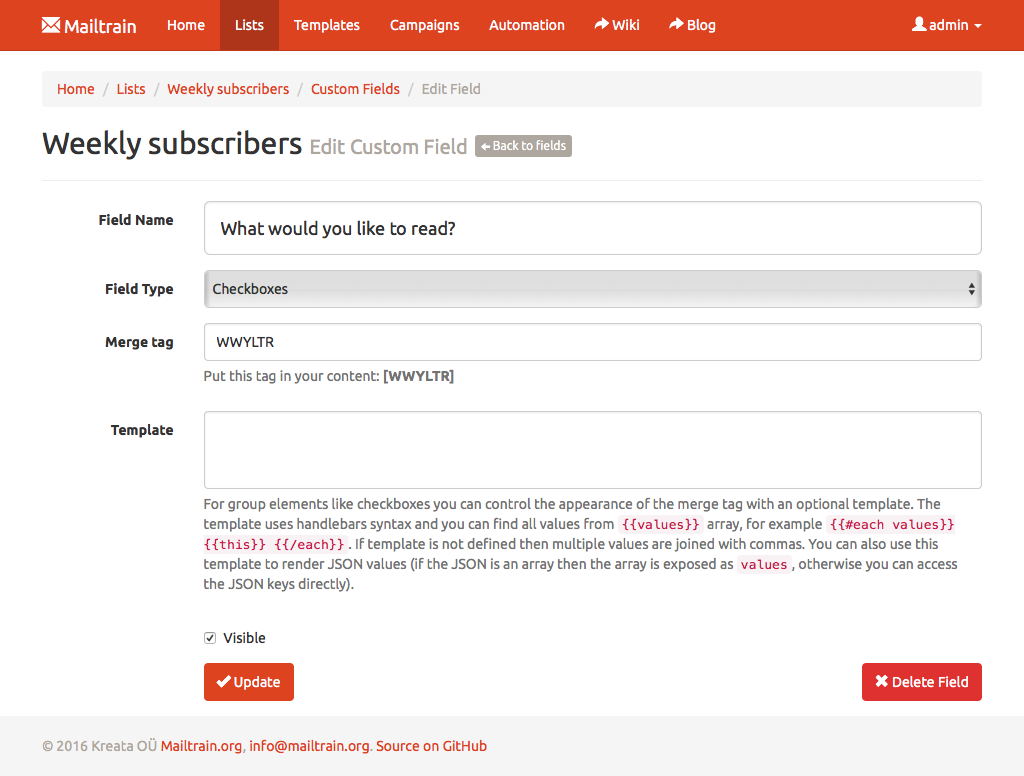 Mailtrain Home Lists Templates Campaigns Automation Wiki Blog admin
Home / Lists / Weekly subscribers / Custom Fields / Edit Field
Weekly subscribers Edit Custom Field Back to fields
Field Name What would you like to read?
Field Type Checkboxes
Merge tag WWYLTR
Put this tag in your content: [WWYLTR]
Template
For group elements like checkboxes you can control the appearance of the merge tag with an optional template. The
template uses handlebars syntax and you can find all values from {{values}} array, for example {{#each values}}
{{this}} {{/each}} . If template is not defined then multiple values are joined with commas. You can also use this
template to render JSON values (if the JSON is an array then the array is exposed as values , otherwise you can access
the JSON keys directly).
Visible
Update Delete Field
© 2016 Kreata OÜ Mailtrain.org, info@mailtrain.org. Source on GitHub